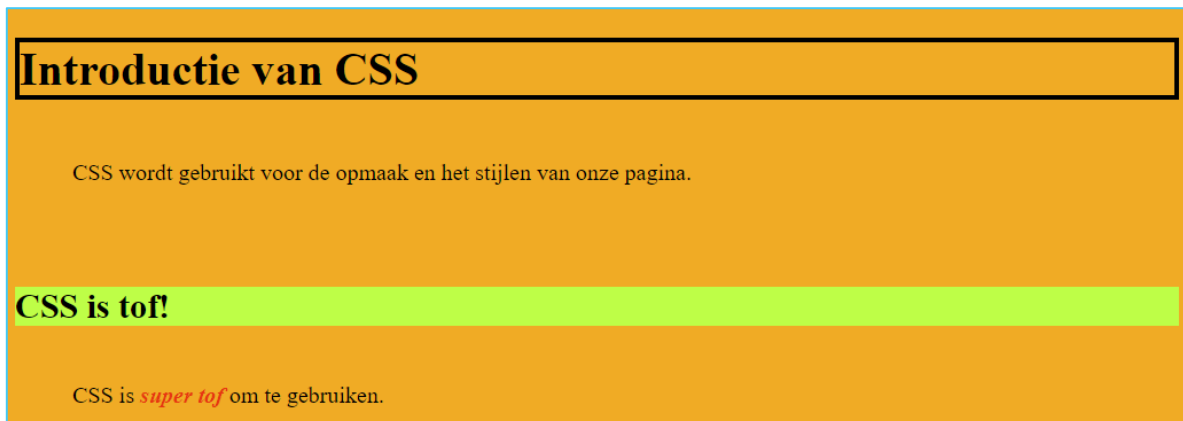 Introductie van CSS
CSS wordt gebruikt voor de opmaak en het stijlen van onze pagina.
CSS is tof!
CSS is super tof om te gebruiken.